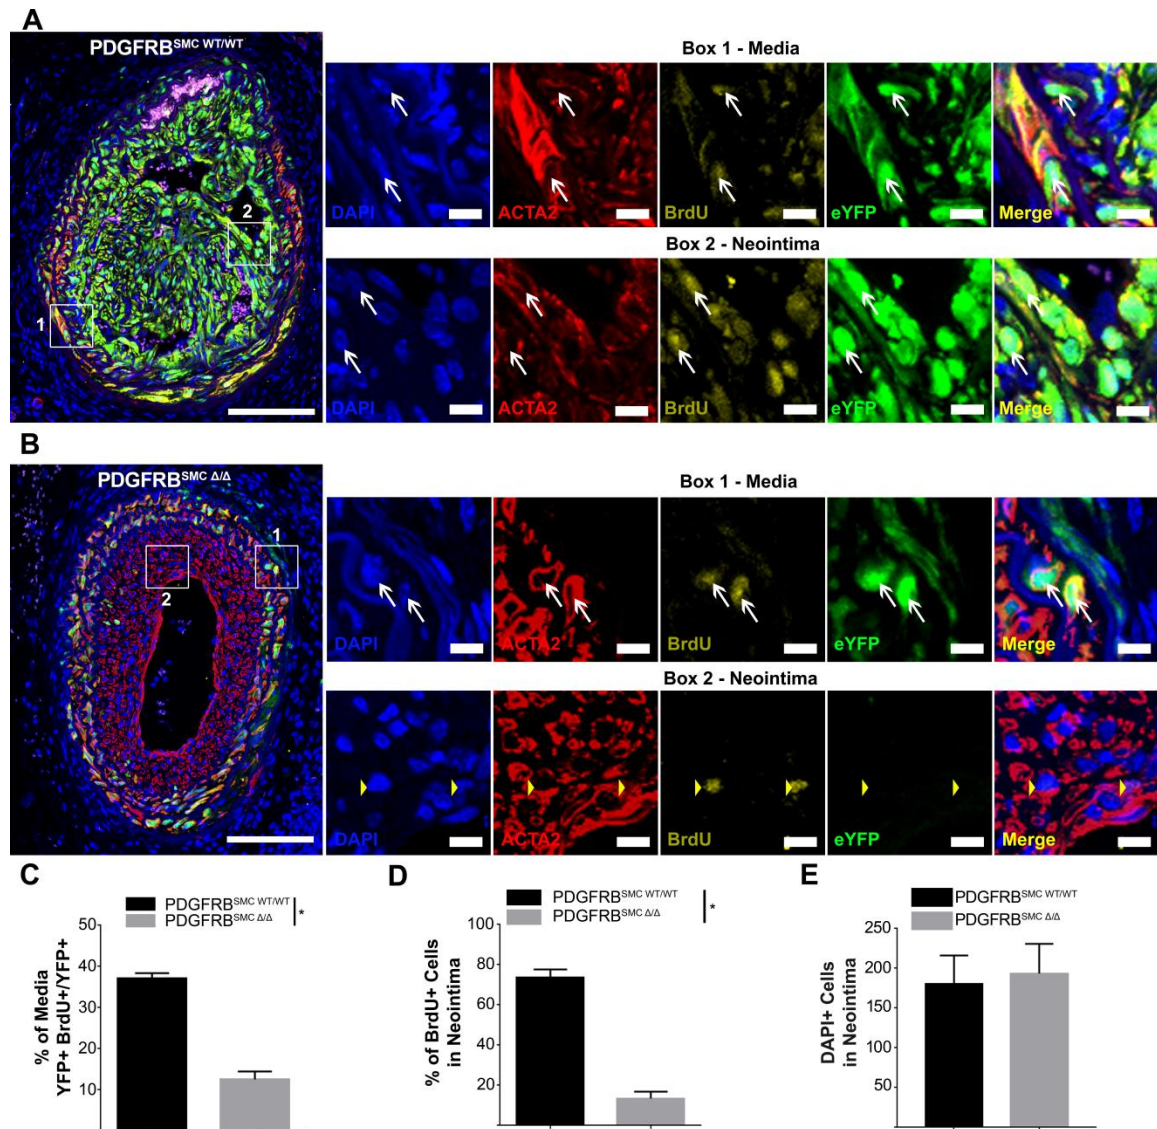 A
PDGFRB^SMC WT/WT
2
1
Box 1 - Media
DAPI
ACTA2
BrdU
eYFP
Merge
Box 2 - Neointima
DAPI
ACTA2
BrdU
eYFP
Merge
B
PDGFRB^SMC Δ/Δ
1
2
Box 1 - Media
DAPI
ACTA2
BrdU
eYFP
Merge
Box 2 - Neointima
DAPI
ACTA2
BrdU
eYFP
Merge
C
PDGFRB^SMC WT/WT
PDGFRB^SMC Δ/Δ
*
% of Media
YFP+ BrdU+/YFP+
50
40
30
20
10
D
PDGFRB^SMC WT/WT
PDGFRB^SMC Δ/Δ
*
% of BrdU+ Cells
in Neointima
100
80
60
40
20
E
PDGFRB^SMC WT/WT
PDGFRB^SMC Δ/Δ
DAPI+ Cells
in Neointima
250
200
150
100
50